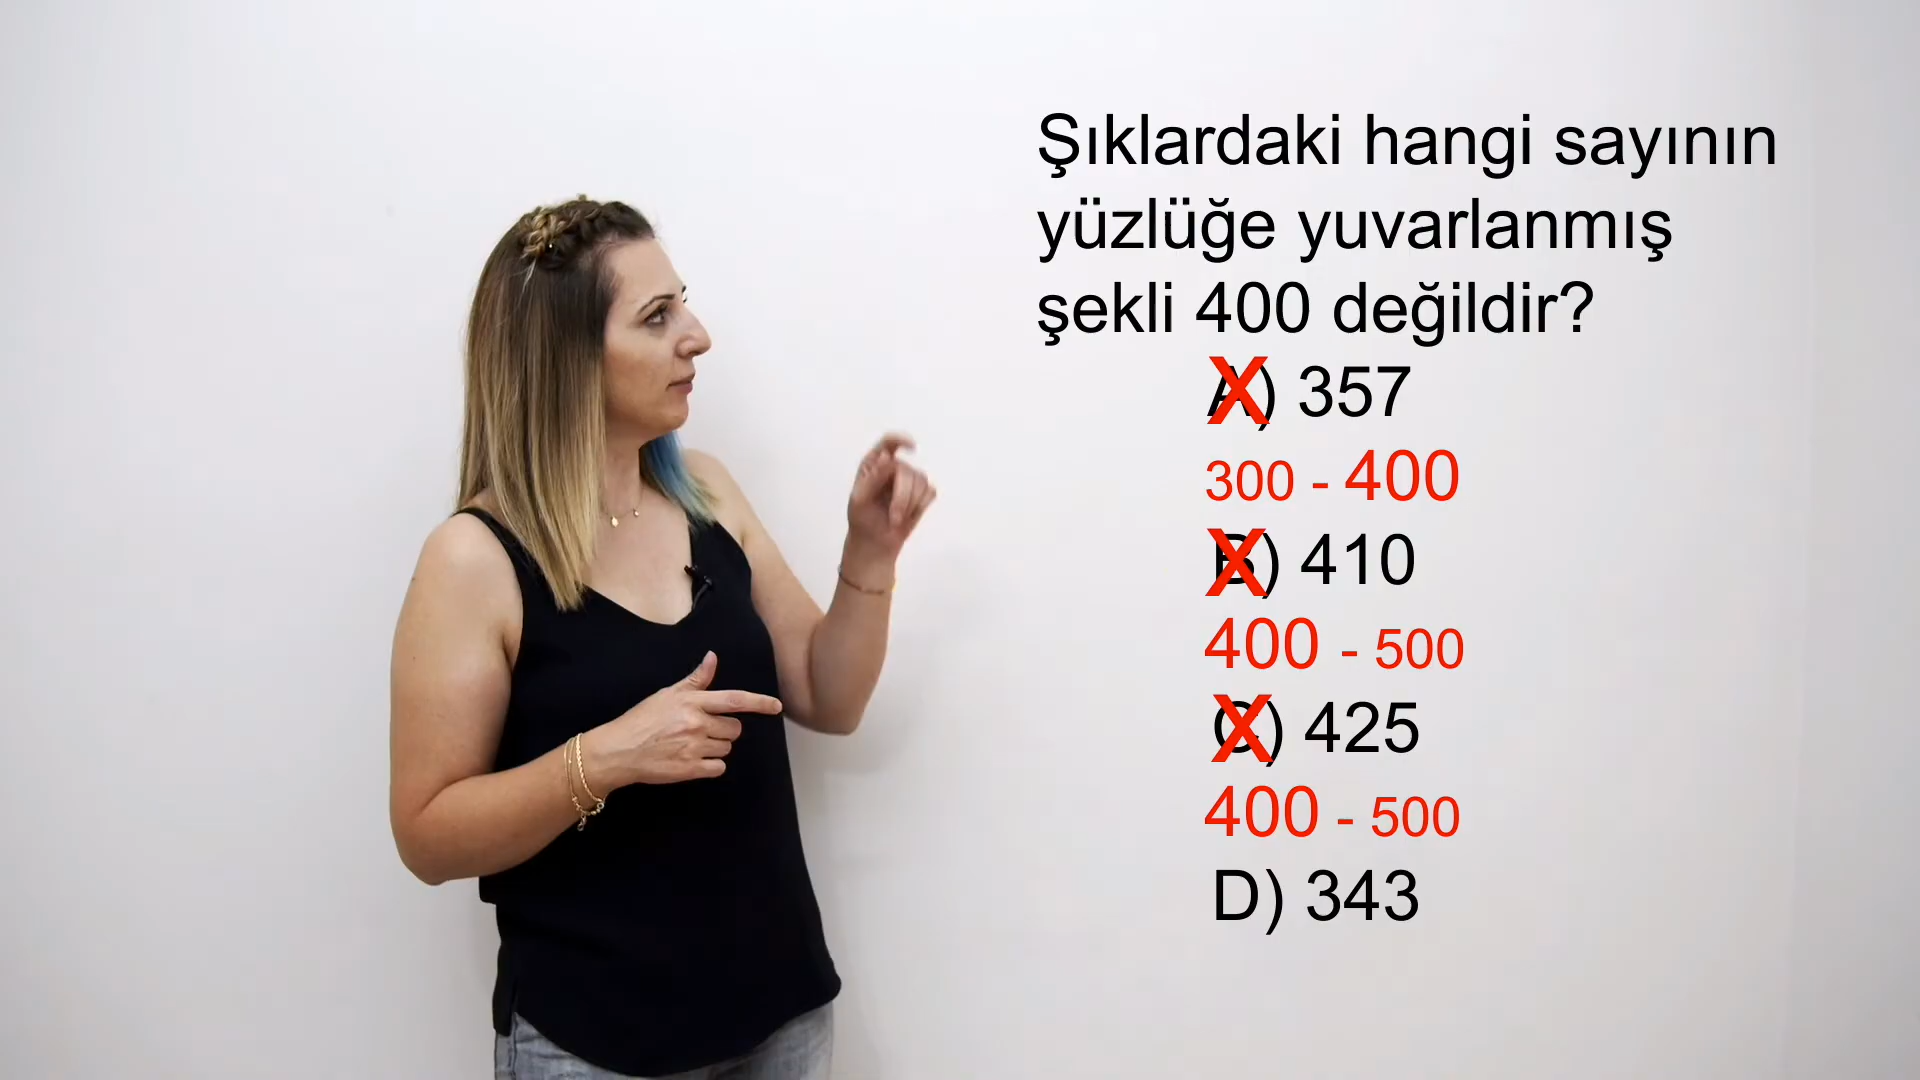 Şıklardaki hangi sayının
yüzlüğe yuvarlanmış
şekli 400 değildir?
A) 357
300 - 400
B) 410
400 - 500
C) 425
400 - 500
D) 343